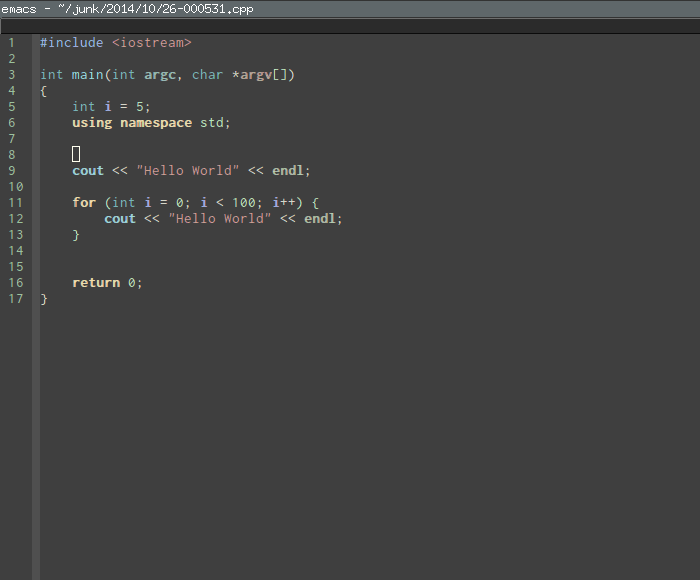 emacs - ~/junk/2014/10/26-000531.cpp
1 #include <iostream>
2
3 int main(int argc, char *argv[])
4 {
5     int i = 5;
6     using namespace std;
7
8
9     cout << "Hello World" << endl;
10
11     for (int i = 0; i < 100; i++) {
12         cout << "Hello World" << endl;
13     }
14
15
16     return 0;
17 }